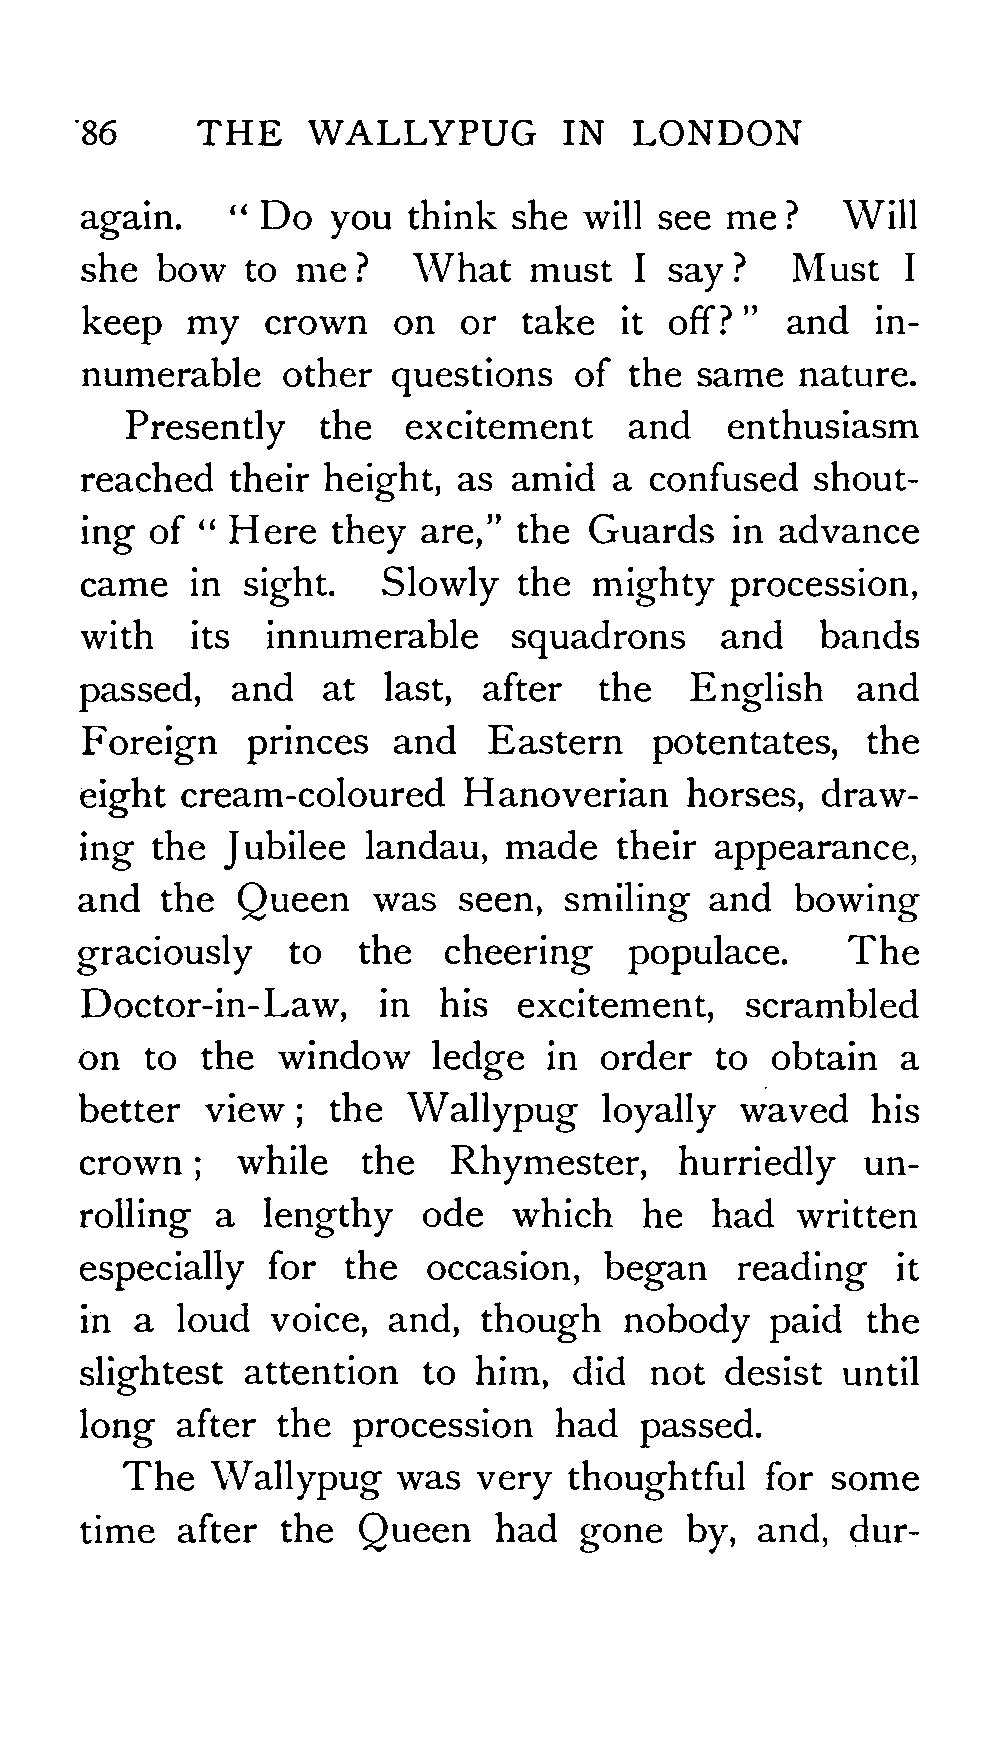 86 THE WALLYPUG IN LONDON
again. “ Do you think she will see me ? Will
she bow to me ? What must I say ? Must I
keep my crown on or take it off? ” and in-
numerable other questions of the same nature.
Presently the excitement and enthusiasm
reached their height, as amid a confused shout-
ing of “ Here they are,” the Guards in advance
came in sight. Slowly the mighty procession,
with its innumerable squadrons and bands
passed, and at last, after the English and
Foreign princes and Eastern potentates, the
eight cream-coloured Hanoverian horses, draw-
ing the Jubilee landau, made their appearance,
and the Queen was seen, smiling and bowing
graciously to the cheering populace. The
Doctor-in-Law, in his excitement, scrambled
on to the window ledge in order to obtain a
better view ; the Wallypug loyally waved his
crown ; while the Rhymester, hurriedly un-
rolling a lengthy ode which he had written
especially for the occasion, began reading it
in a loud voice, and, though nobody paid the
slightest attention to him, did not desist until
long after the procession had passed.
The Wallypug was very thoughtful for some
time after the Queen had gone by, and, dur-